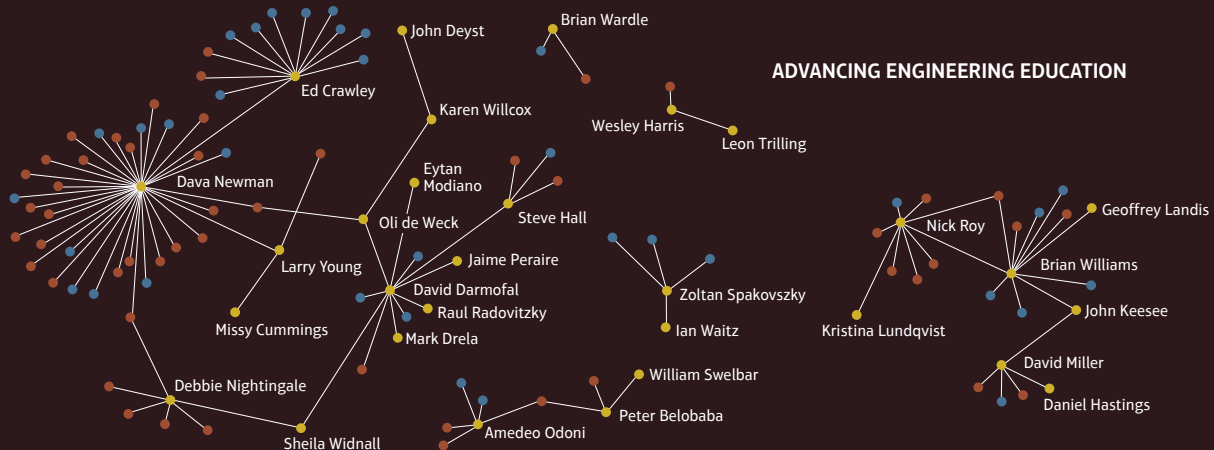 Brian Wardle
John Deyst
ADVANCING ENGINEERING EDUCATION
Ed Crawley
Karen Willcox
Wesley Harris
Leon Trilling
Eytan
Modiano
Dava Newman
Steve Hall
Geoffrey Landis
Oli de Weck
Nick Roy
Jaime Peraire
Larry Young
Brian Williams
David Darmofal
Zoltan Spakovszky
Raul Radovitzky
John Keesee
Missy Cummings
Ian Waitz
Kristina Lundqvist
Mark Drela
David Miller
William Swelbar
Debbie Nightingale
Daniel Hastings
Peter Belobaba
Amedeo Odoni
Sheila Widnall